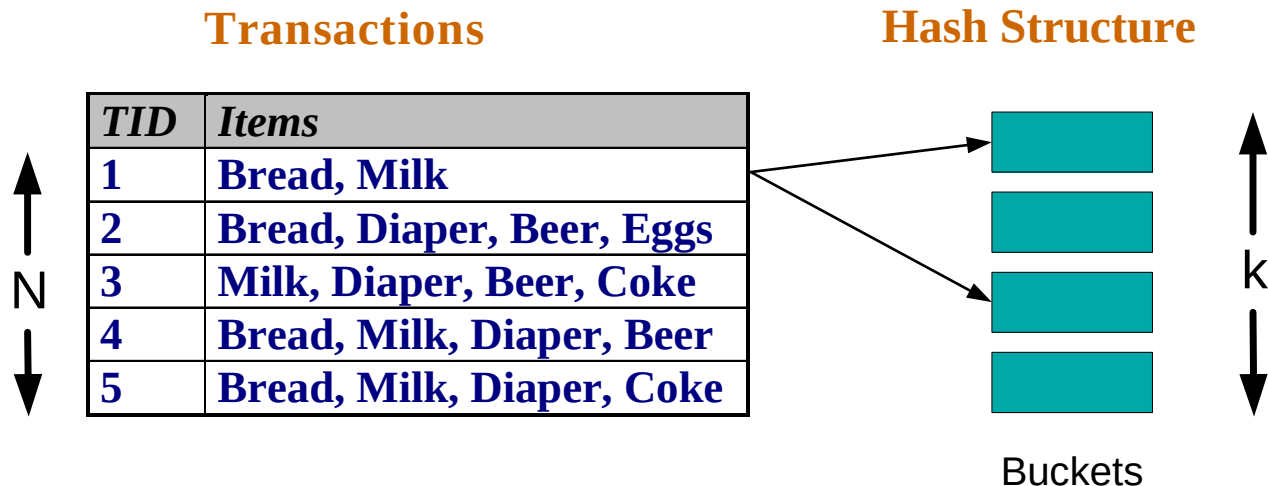 Transactions
Hash Structure
TID Items
1 Bread, Milk
2 Bread, Diaper, Beer, Eggs
3 Milk, Diaper, Beer, Coke
4 Bread, Milk, Diaper, Beer
5 Bread, Milk, Diaper, Coke
N
k
Buckets